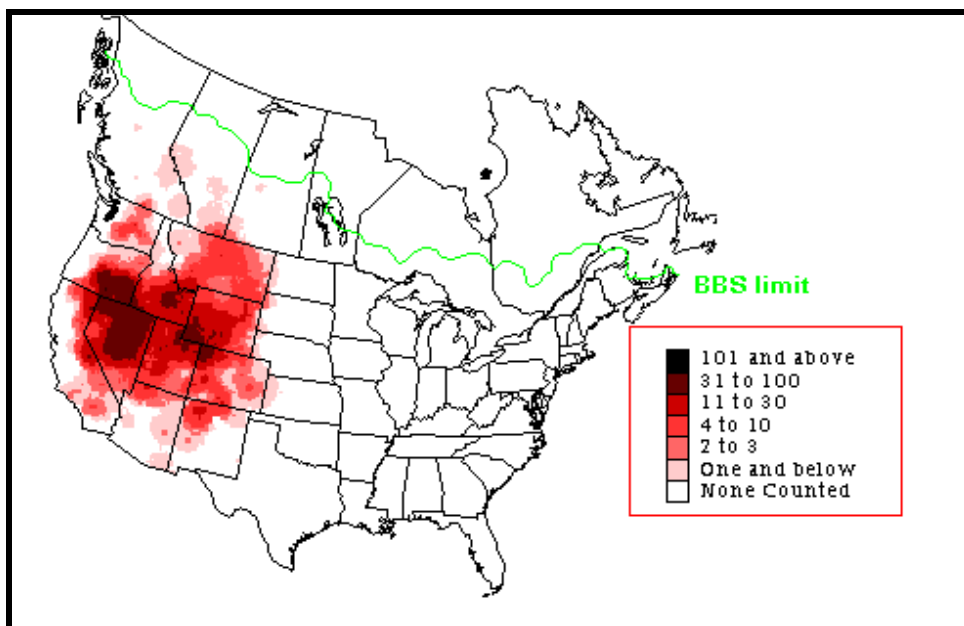 BBS limit
101 and above
31 to 100
11 to 30
4 to 10
2 to 3
One and below
None Counted